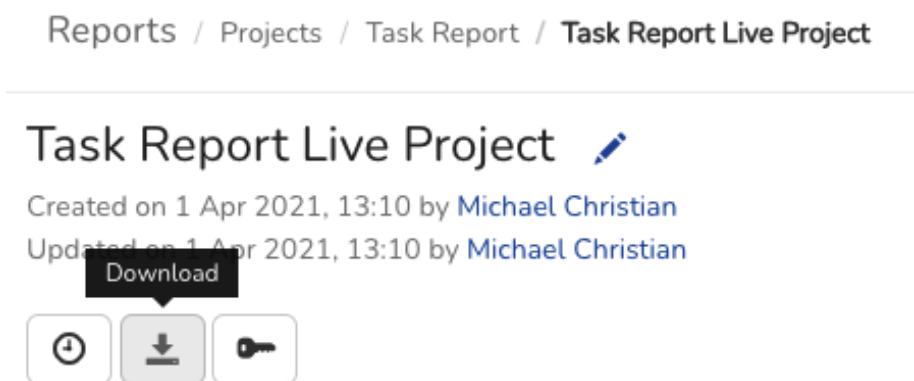 Reports / Projects / Task Report / Task Report Live Project
Task Report Live Project
Created on 1 Apr 2021, 13:10 by Michael Christian
Updated on 1 Apr 2021, 13:10 by Michael Christian
Download